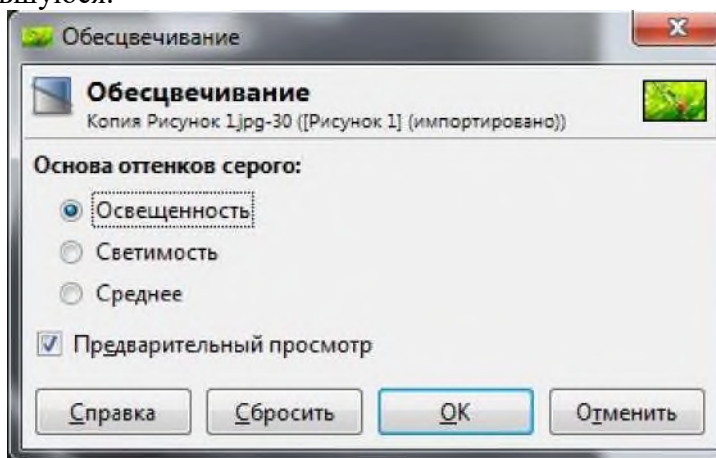 Обесцвечивание
Обесцвечивание
Копия Рисунок 1.jpg-30 ([Рисунок 1] (импортировано))
Основа оттенков серого:
Освещенность
Светимость
Среднее
Предварительный просмотр
Справка Сбросить OK Отменить